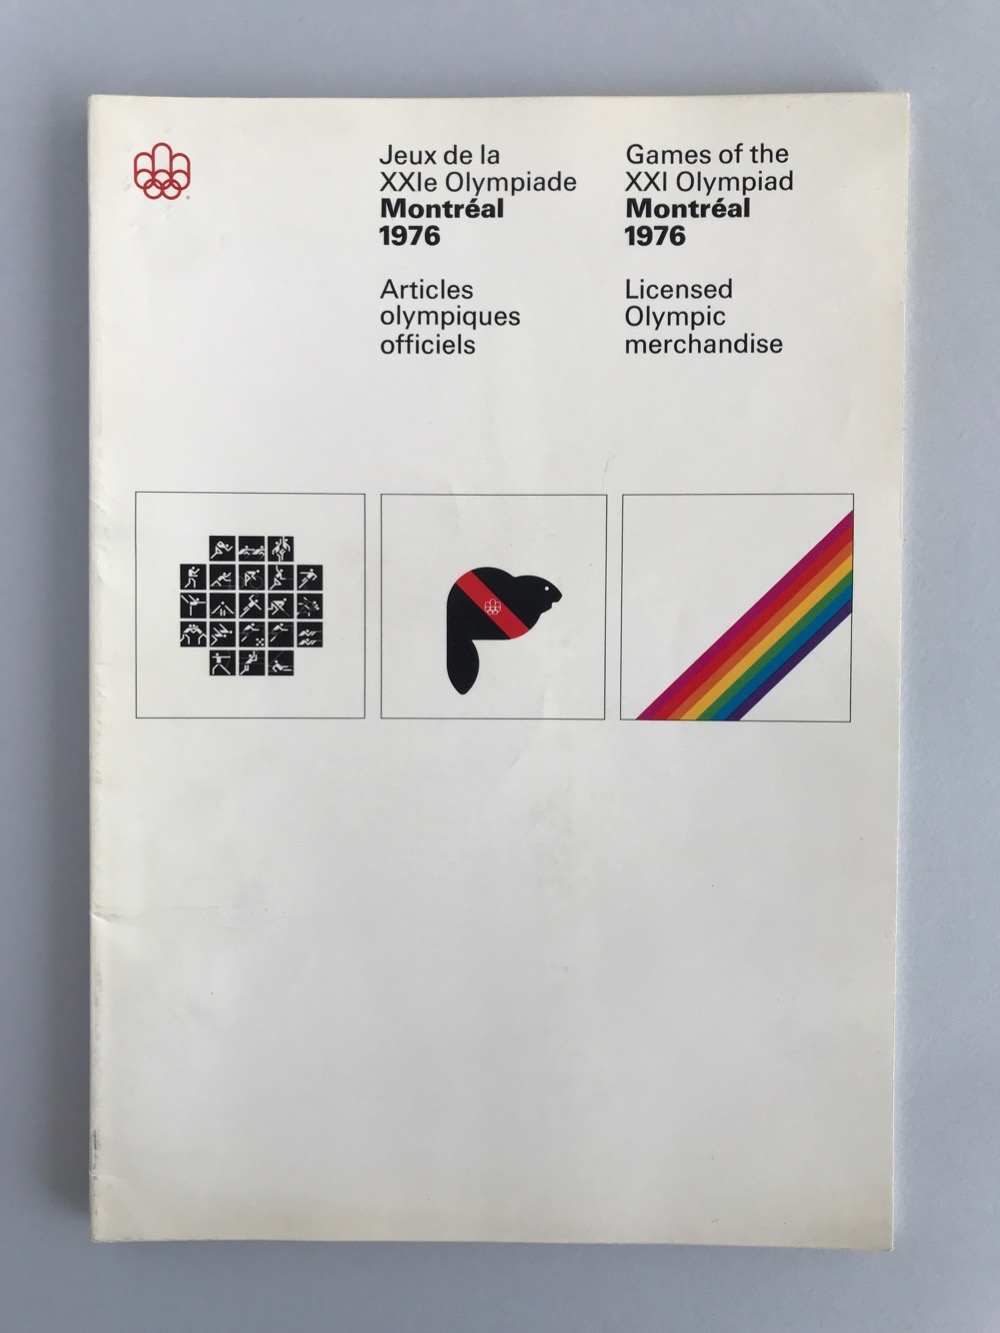 Jeux de la
XXIe Olympiade
Montréal
1976
Articles
olympiques
officiels
Games of the
XXI Olympiad
Montréal
1976
Licensed
Olympic
merchandise